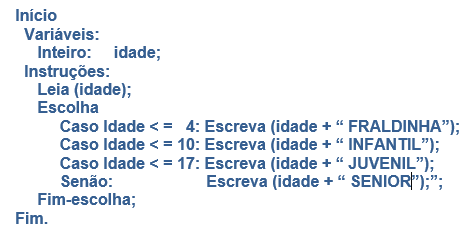 Início
Variáveis:
Inteiro: idade;
Instruções:
Leia (idade);
Escolha
Caso Idade < = 4: Escreva (idade + “ FRALDINHA”);
Caso Idade < = 10: Escreva (idade + “ INFANTIL”);
Caso Idade < = 17: Escreva (idade + “ JUVENIL”);
Senão: Escreva (idade + “ SENIOR”);”;
Fim-escolha;
Fim.